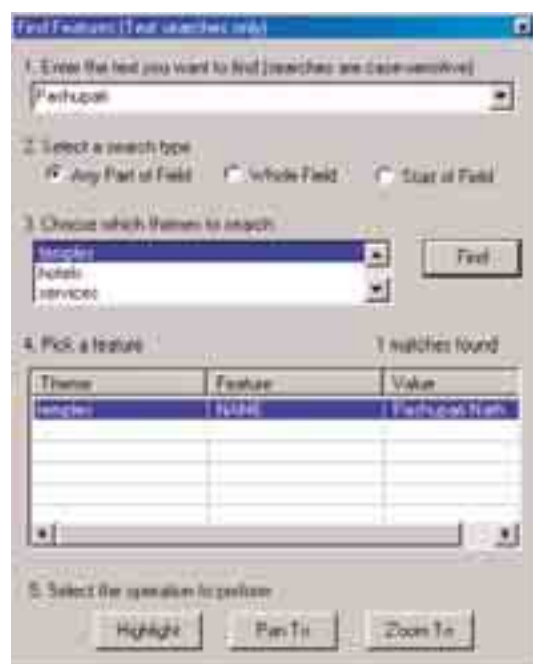 Find Features (Text searches only)
1. Enter the text you want to find (searches are case-sensitive)
Pashupati
2. Select a search type
Any Part of Field Whole Field Start of Field
3. Choose which themes to search
temples
hotels
services
Find
4. Pick a feature 1 matches found
Theme Feature Value
temples NAME Pashupati Nath
5. Select the operation to perform
Highlight Pan To Zoom To